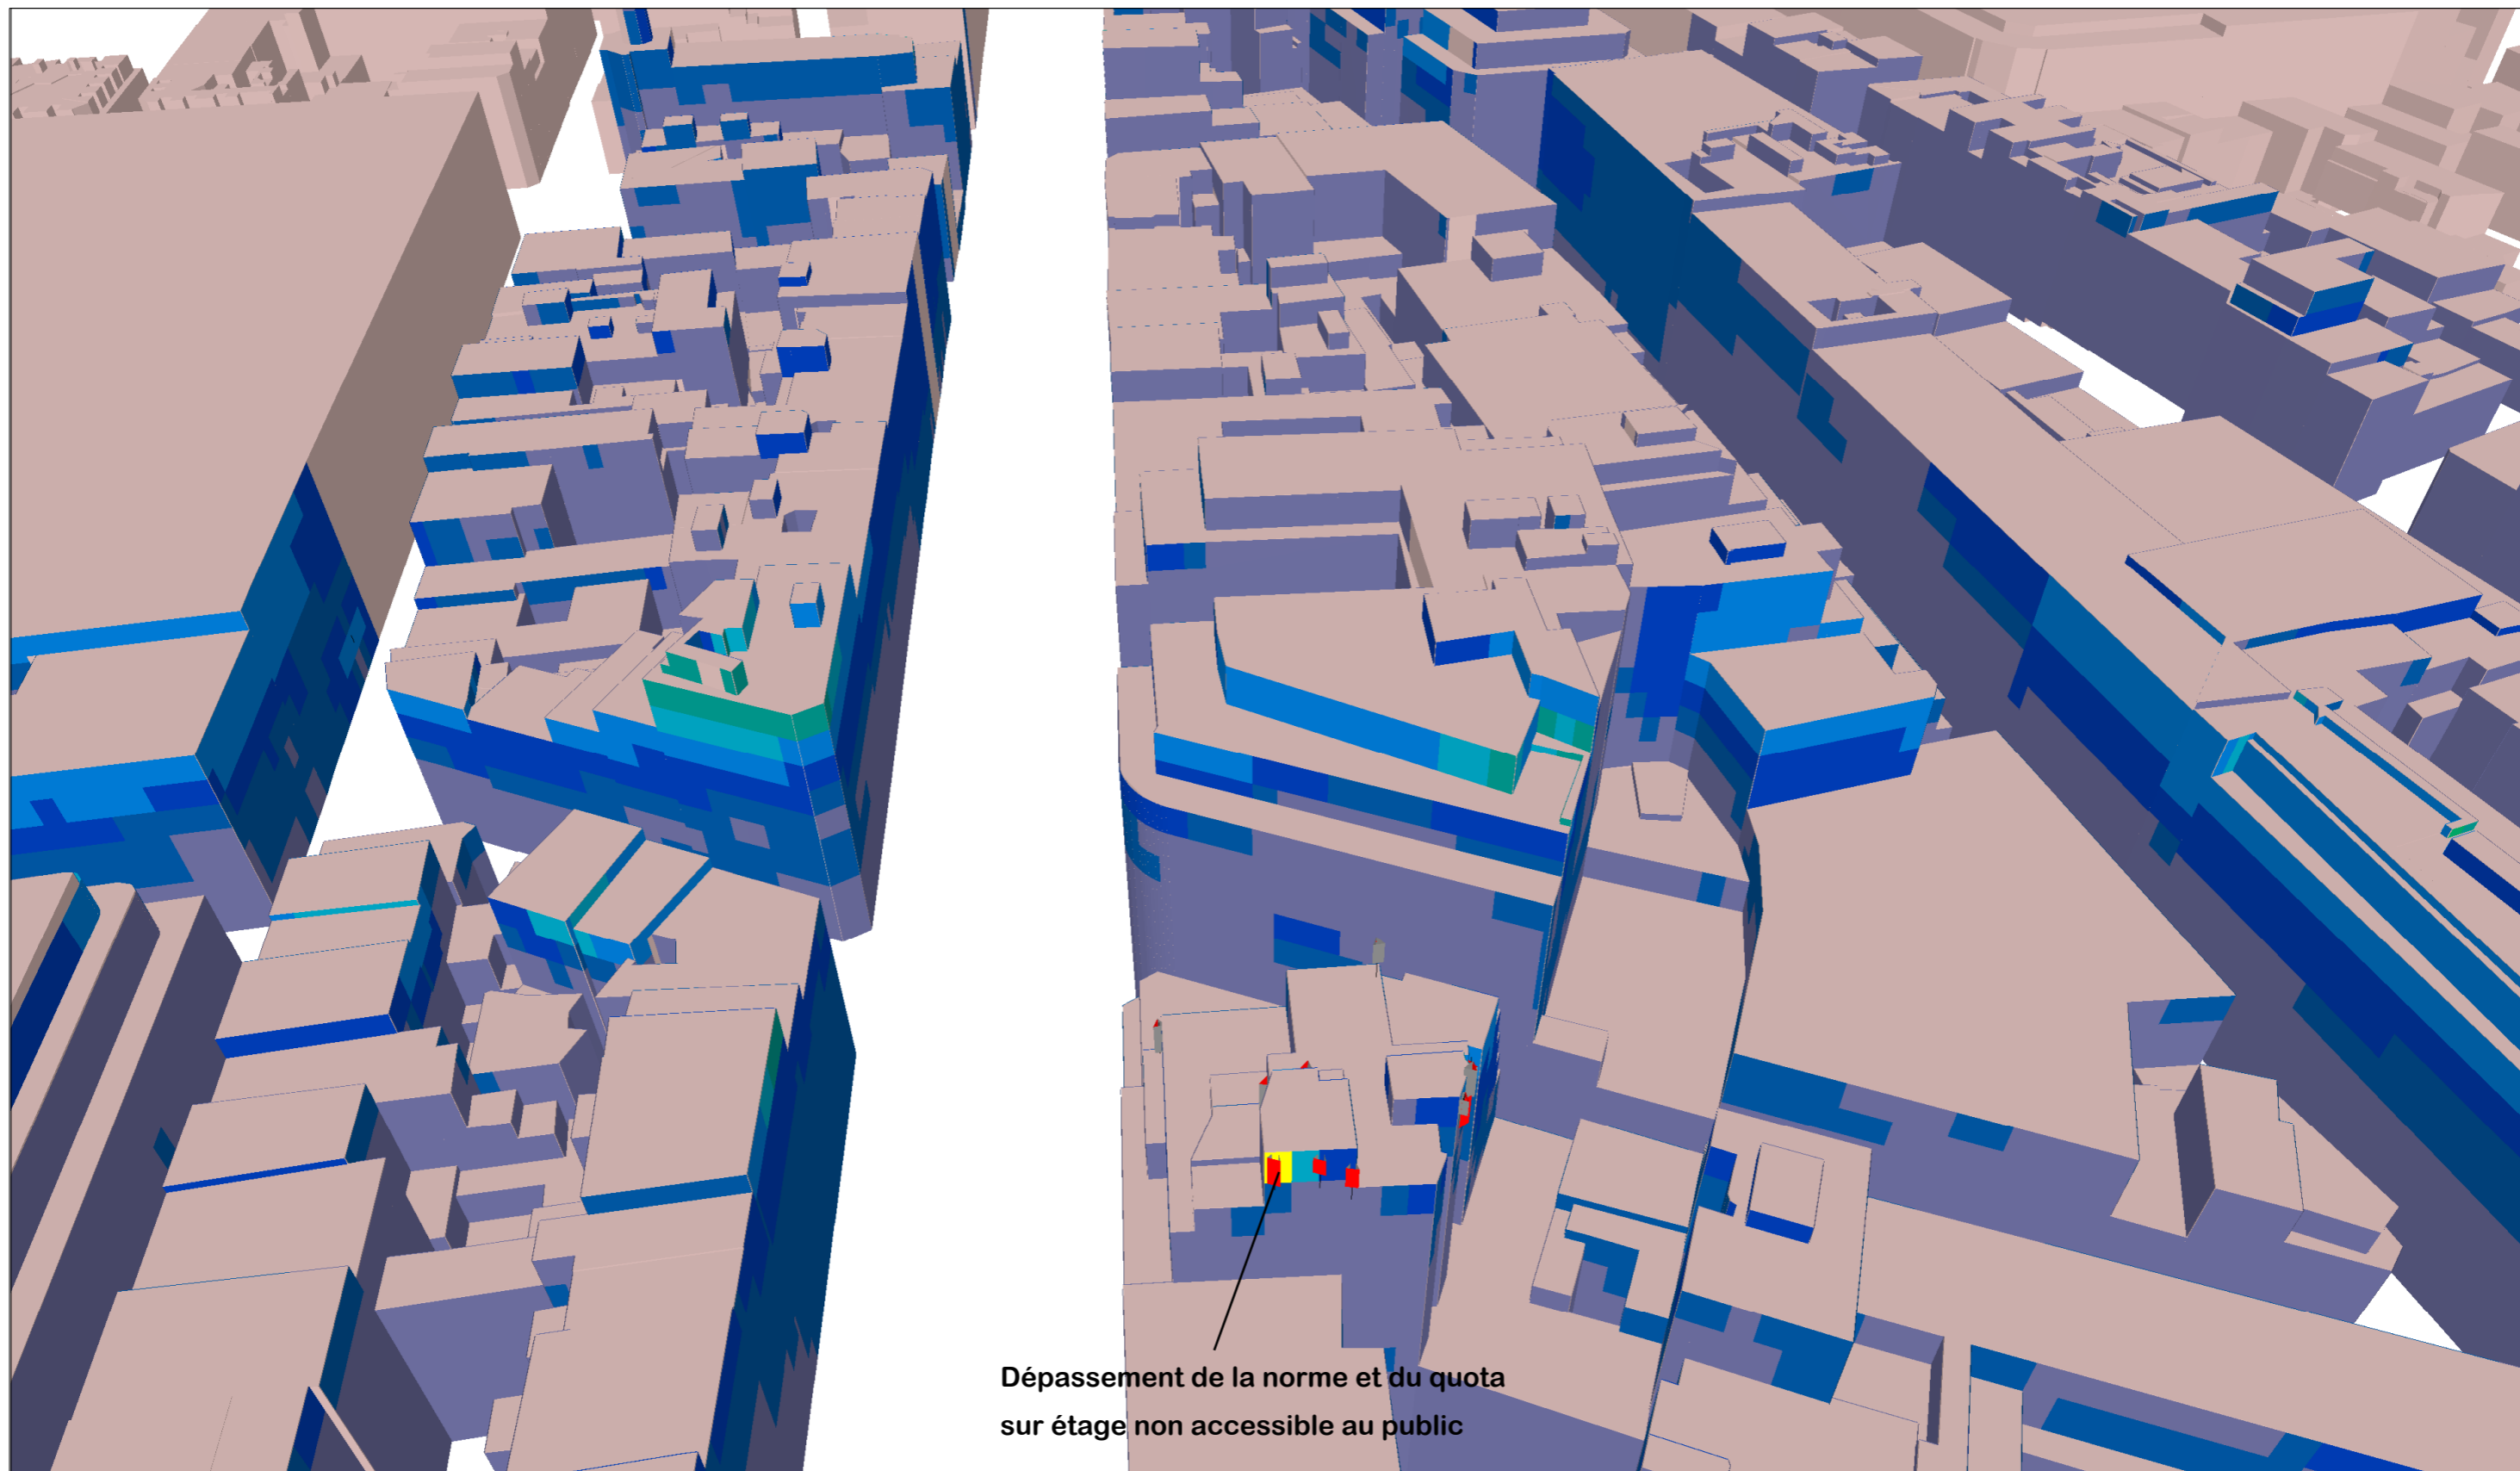 Dépassement de la norme et du quota
sur étage non accessible au public